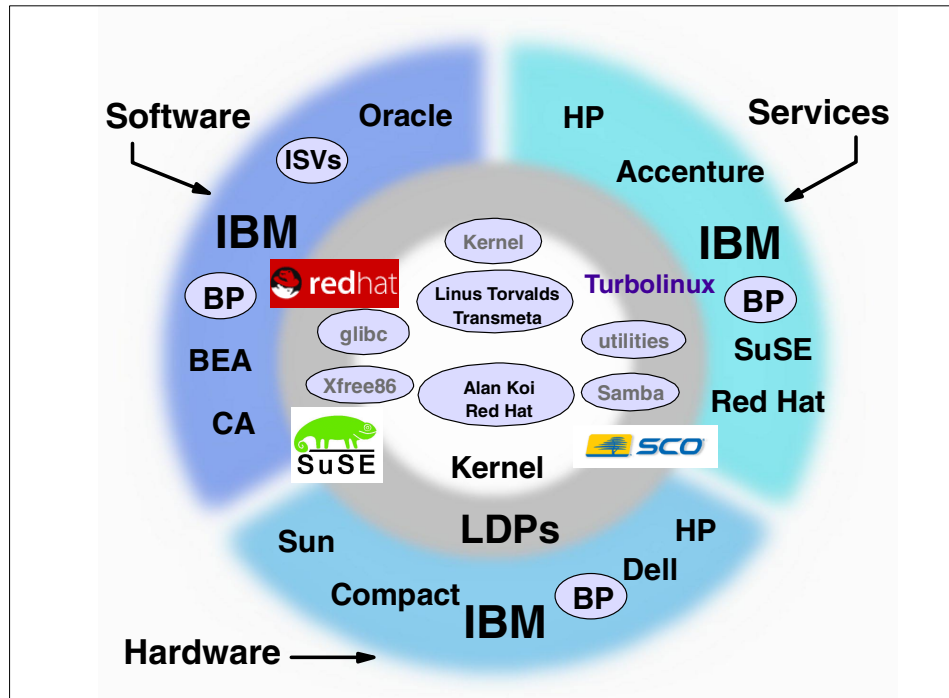 Software
Oracle
ISVs
IBM
BP
BEA
CA
HP
Services
Accenture
IBM
BP
SuSE
Red Hat
Kernel
redhat
Linus Torvalds
Transmeta
Turbolinux
glibc
utilities
Xfree86
Alan Koi
Red Hat
Samba
SuSE
SCO
Kernel
LDPs
Sun
HP
Dell
Compact
BP
IBM
Hardware